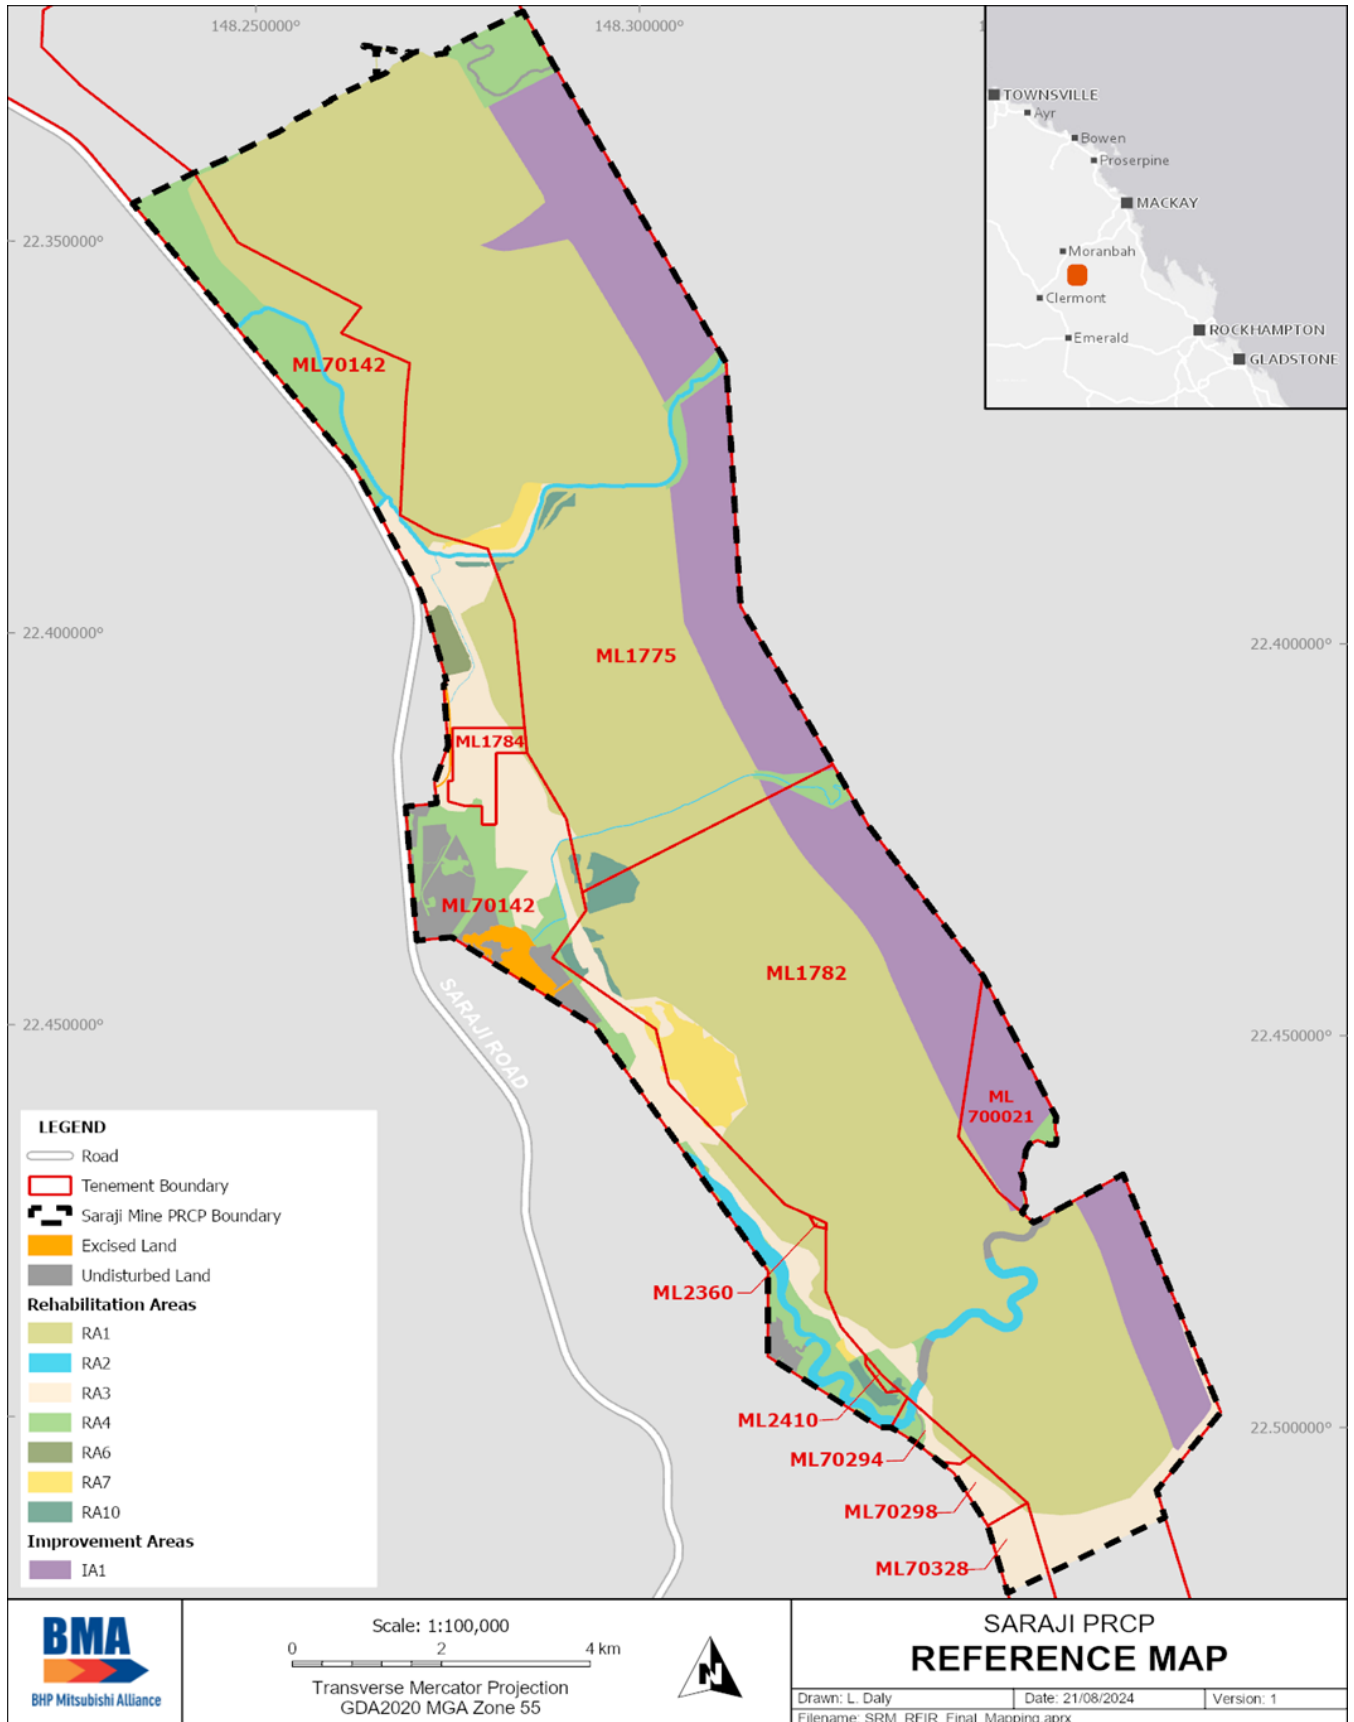 148.250000°
148.300000°
TOWNSVILLE
Ayr
Bowen
Proserpine
MACKAY
Moranbah
Clermont
Emerald
ROCKHAMPTON
GLADSTONE
22.350000°
ML70142
22.400000°
22.400000°
ML1775
ML1784
ML70142
ML1782
SARAJI ROAD
22.450000°
22.450000°
ML
700021
ML2360
ML2410
ML70294
ML70298
ML70328
22.500000°
LEGEND
Road
Tenement Boundary
Saraji Mine PRCP Boundary
Excised Land
Undisturbed Land
Rehabilitation Areas
RA1
RA2
RA3
RA4
RA6
RA7
RA10
Improvement Areas
IA1
BMA
BHP Mitsubishi Alliance
Scale: 1:100,000
0 2 4 km
Transverse Mercator Projection
GDA2020 MGA Zone 55
N
SARAJI PRCP
REFERENCE MAP
Drawn: L. Daly
Date: 21/08/2024
Version: 1
Filename: SRM_REIR_Final_Mapping.aprx